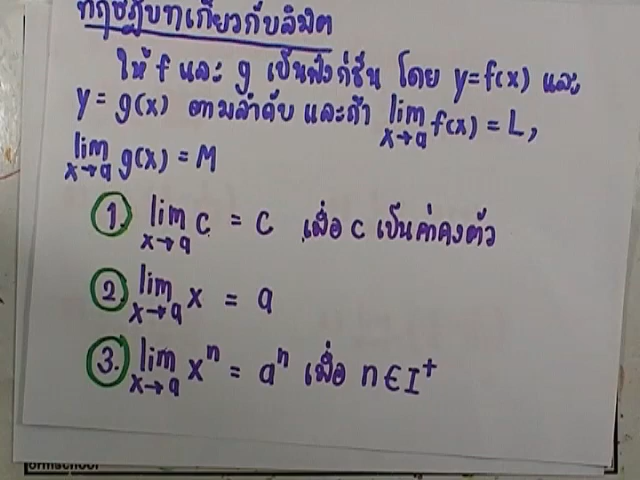 ทฤษฎีบทเกี่ยวกับลิมิต
ให้ f และ g เป็นฟังก์ชัน โดย y=f(x) และ
y = g(x) ตามลำดับ และถ้า lim x→a f(x) = L,
lim x→a g(x) = M
1. lim x→a c = c เมื่อ c เป็นค่าคงตัว
2. lim x→a x = a
3. lim x→a xⁿ = aⁿ เมื่อ n∈I⁺